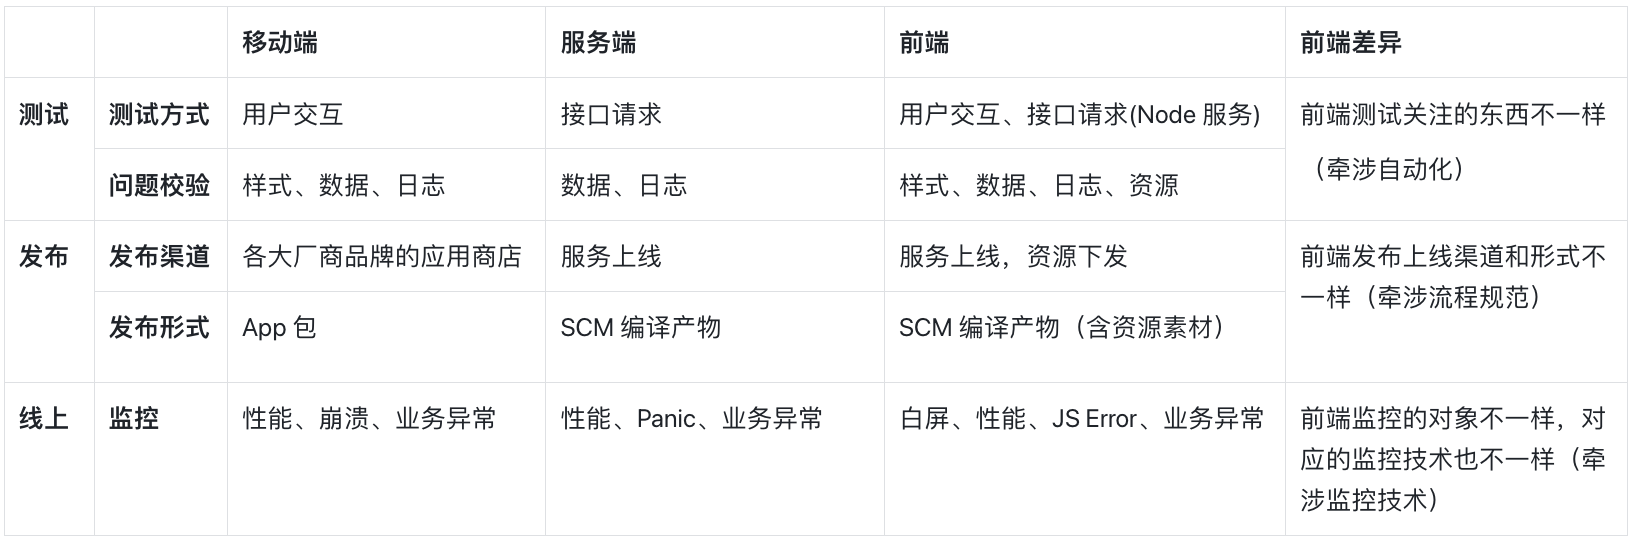 移动端 服务端 前端 前端差异
测试 测试方式 用户交互 接口请求 用户交互、接口请求(Node 服务) 前端测试关注的东西不一样
（牵涉自动化）
问题校验 样式、数据、日志 数据、日志 样式、数据、日志、资源
发布 发布渠道 各大厂商品牌的应用商店 服务上线 服务上线，资源下发 前端发布上线渠道和形式不
一样（牵涉流程规范）
发布形式 App 包 SCM 编译产物 SCM 编译产物（含资源素材）
线上 监控 性能、崩溃、业务异常 性能、Panic、业务异常 白屏、性能、JS Error、业务异常 前端监控的对象不一样，对
应的监控技术也不一样（牵
涉监控技术）